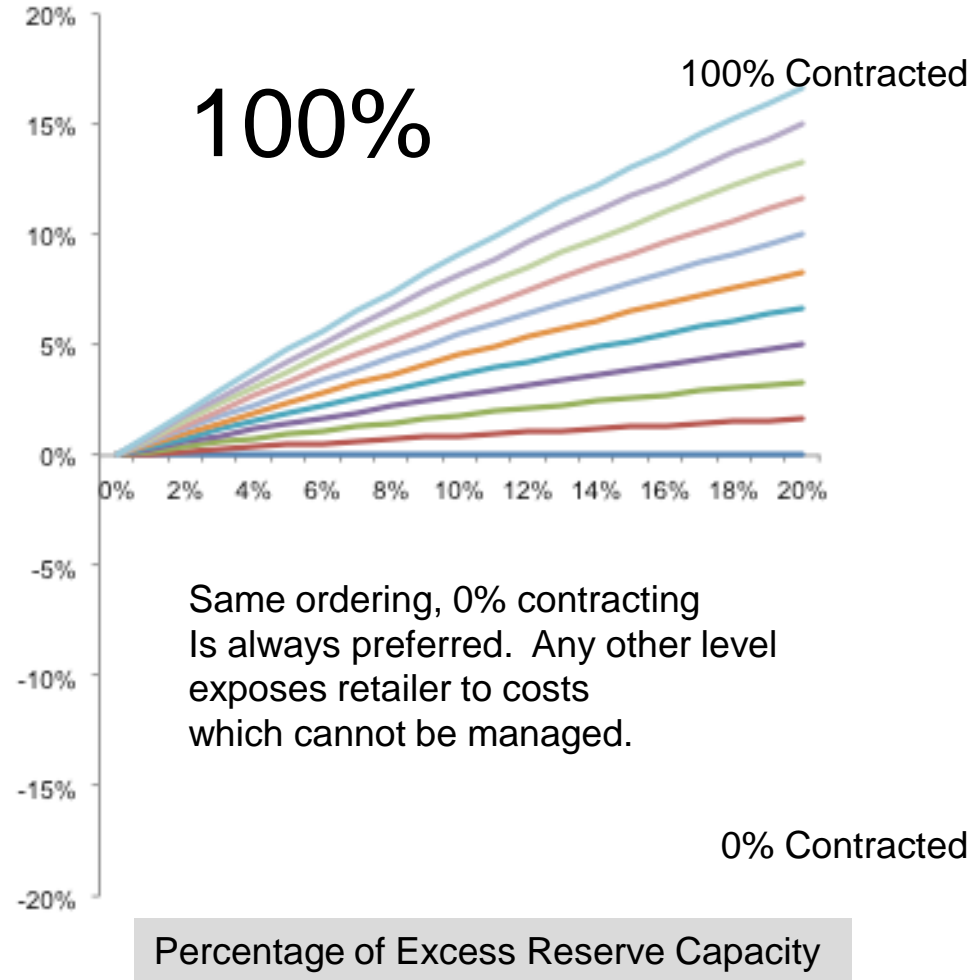 20%
100% Contracted
100%
15%
10%
5%
0%
0% 2% 4% 6% 8% 10% 12% 14% 16% 18% 20%
-5%
Same ordering, 0% contracting
Is always preferred. Any other level
-10%
exposes retailer to costs
which cannot be managed.
-15%
0% Contracted
-20%
Percentage of Excess Reserve Capacity